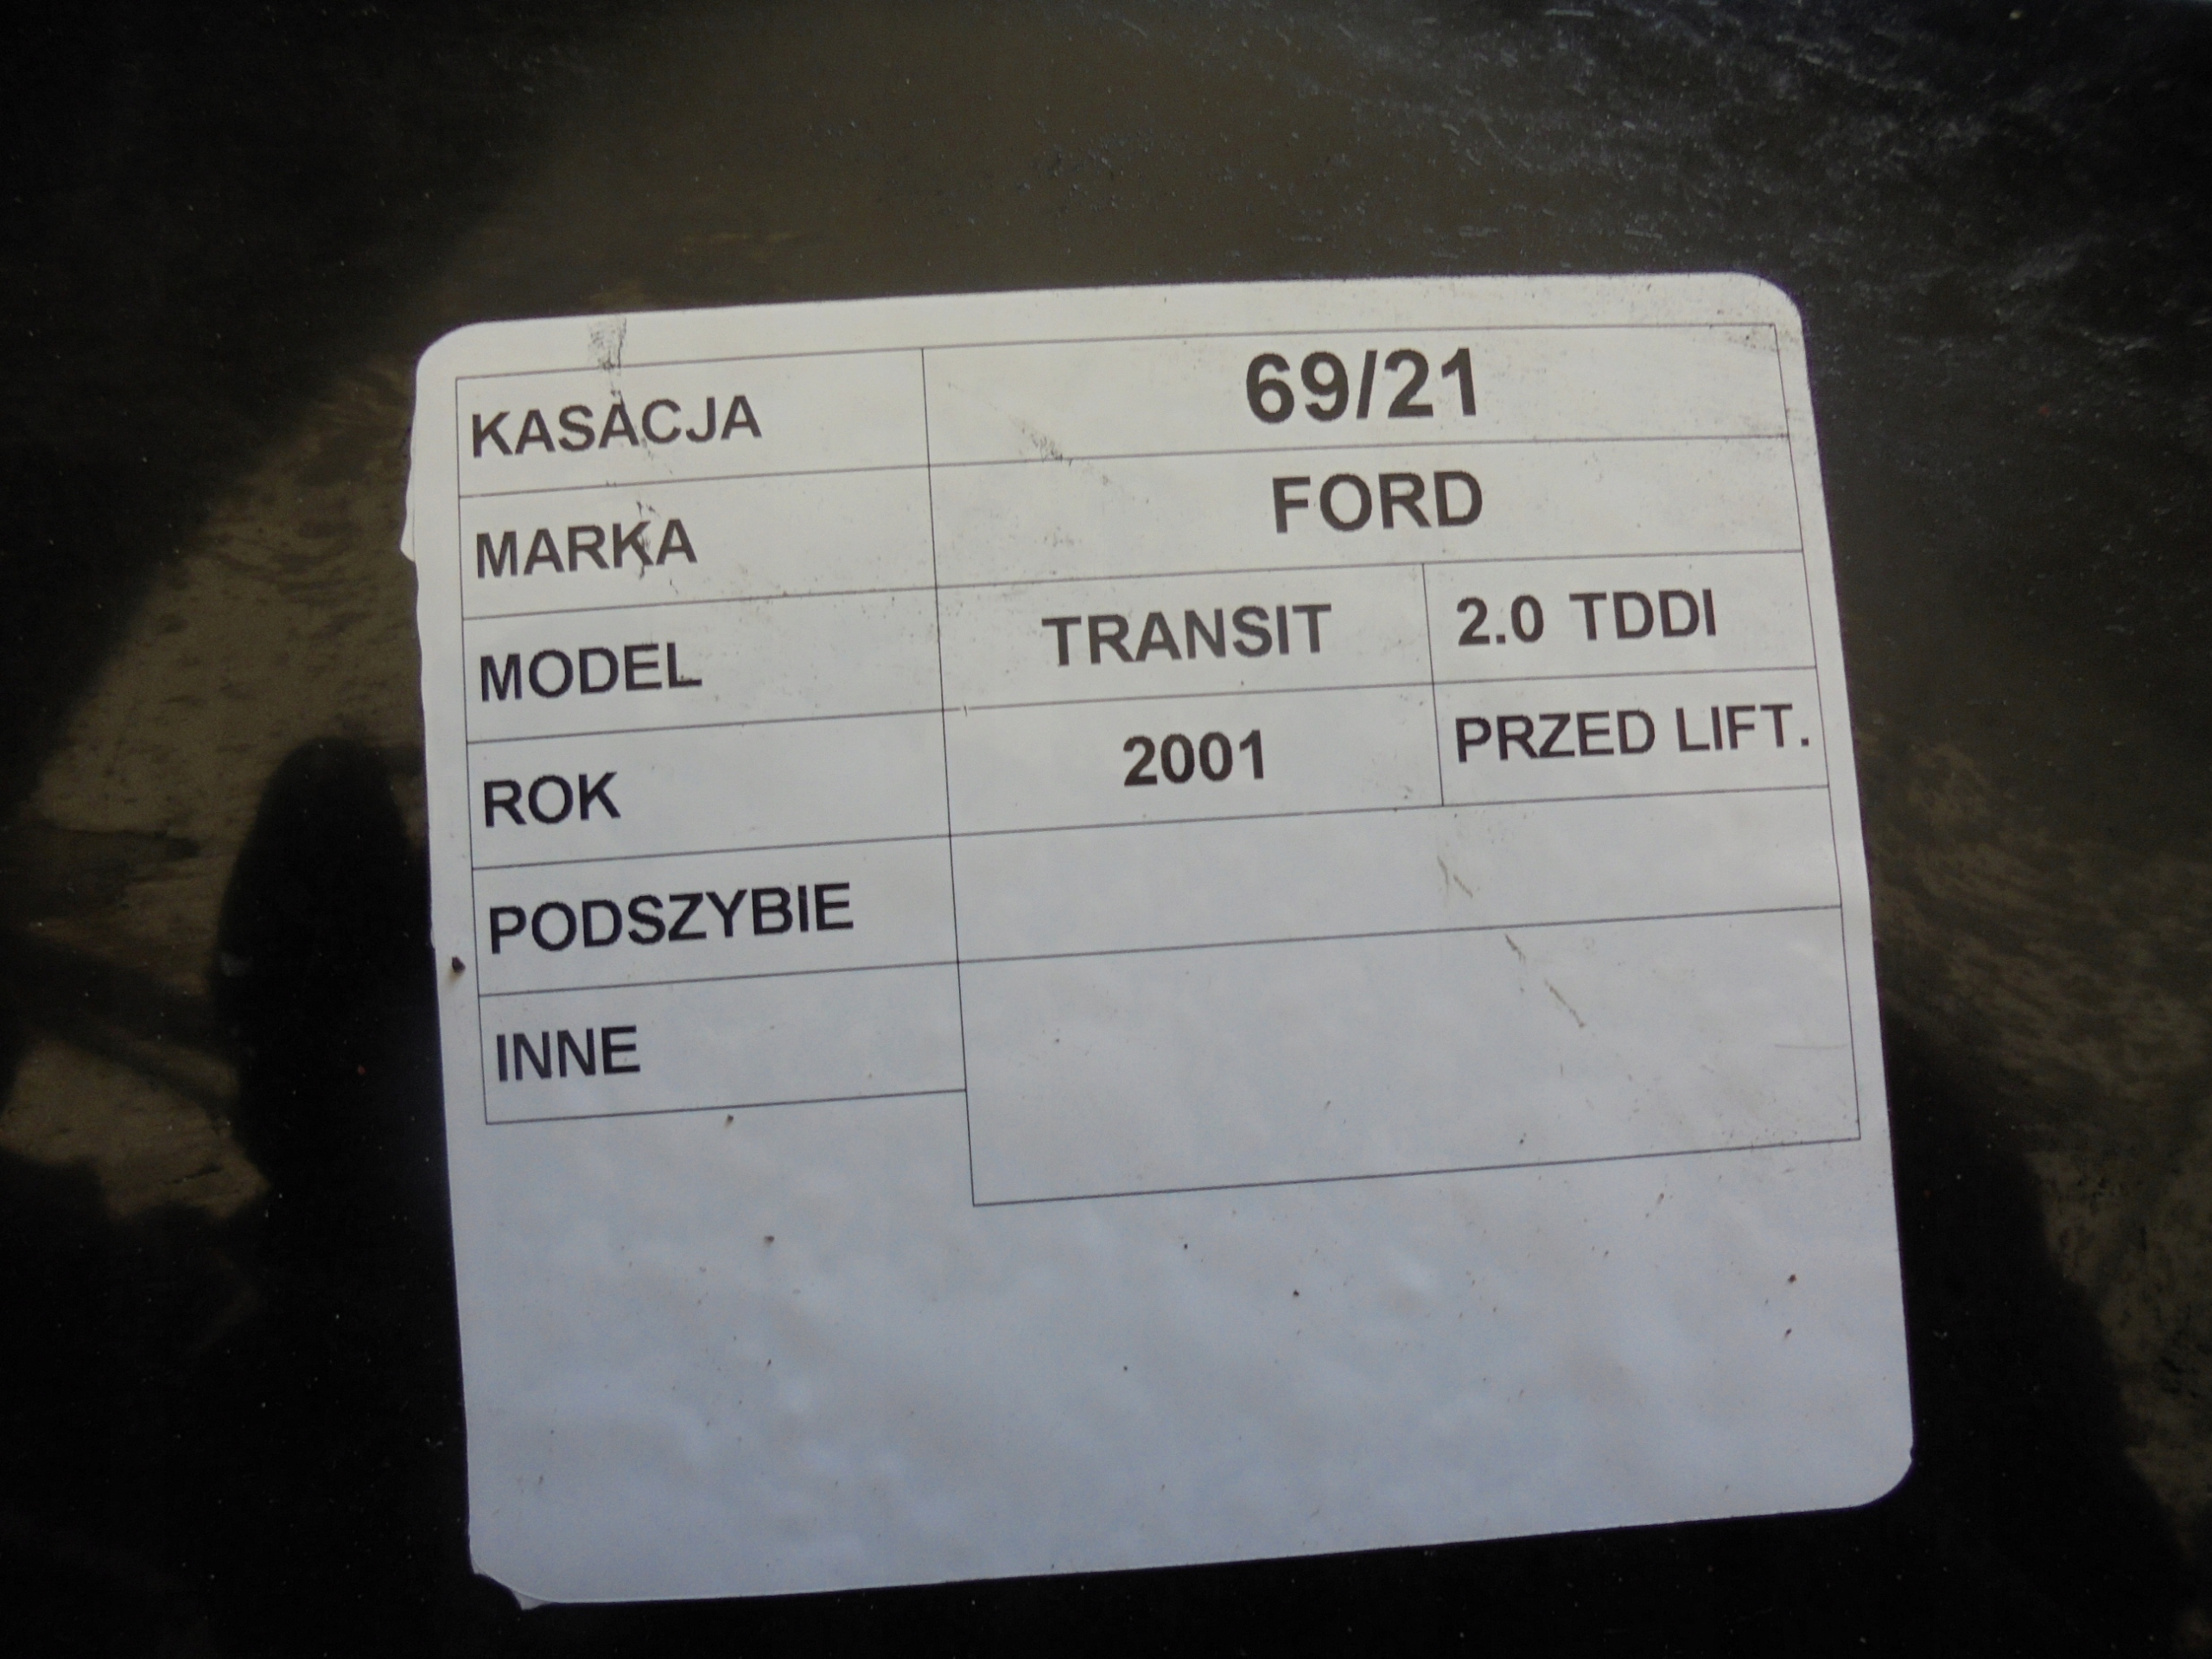 KASACJA 69/21
MARKA FORD
MODEL TRANSIT 2.0 TDDI
ROK 2001 PRZED LIFT.
PODSZYBIE
INNE